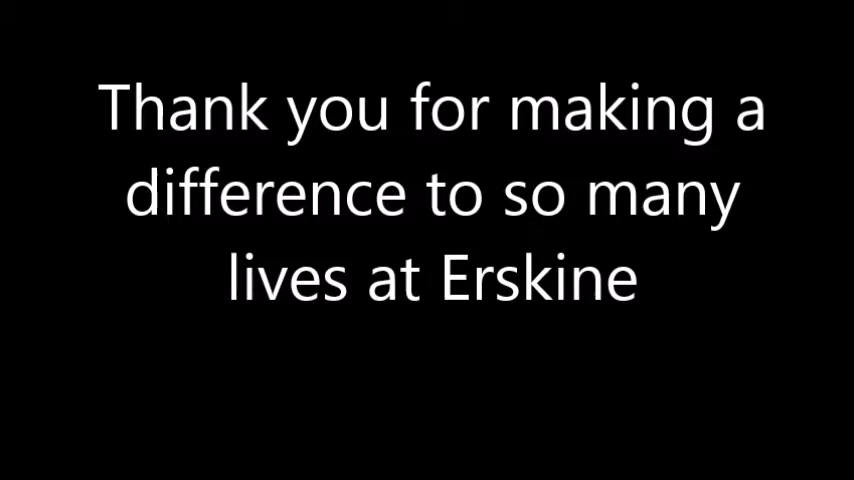 Thank you for making a
difference to so many
lives at Erskine